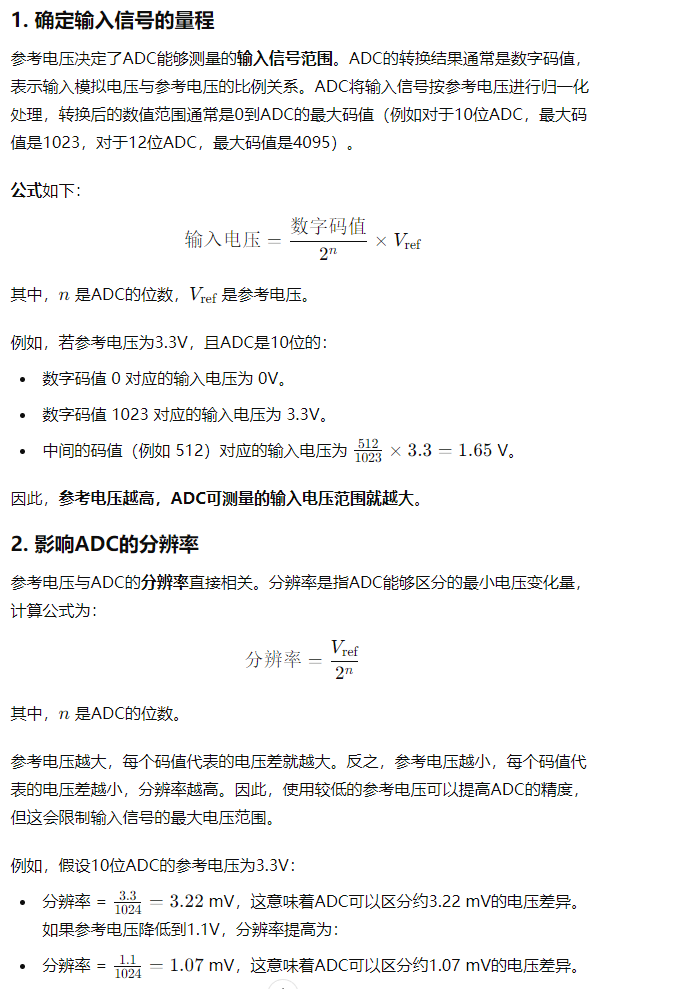 1. 确定输入信号的量程
参考电压决定了ADC能够测量的输入信号范围。ADC的转换结果通常是数字码值，
表示输入模拟电压与参考电压的比例关系。ADC将输入信号按参考电压进行归一化
处理，转换后的数值范围通常是0到ADC的最大码值（例如对于10位ADC，最大码
值是1023，对于12位ADC，最大码值是4095）。
公式如下：
输入电压 = \frac{数字码值}{2^n} × V_{ref}
其中，n 是ADC的位数，V_{ref} 是参考电压。
例如，若参考电压为3.3V，且ADC是10位的：
• 数字码值 0 对应的输入电压为 0V。
• 数字码值 1023 对应的输入电压为 3.3V。
• 中间的码值（例如 512）对应的输入电压为 \frac{512}{1023} × 3.3 = 1.65 V。
因此，参考电压越高，ADC可测量的输入电压范围就越大。
2. 影响ADC的分辨率
参考电压与ADC的分辨率直接相关。分辨率是指ADC能够区分的最小电压变化量，
计算公式为：
分辨率 = \frac{V_{ref}}{2^n}
其中，n 是ADC的位数。
参考电压越大，每个码值代表的电压差就越大。反之，参考电压越小，每个码值代
表的电压差越小，分辨率越高。因此，使用较低的参考电压可以提高ADC的精度，
但这会限制输入信号的最大电压范围。
例如，假设10位ADC的参考电压为3.3V：
• 分辨率 = \frac{3.3}{1024} = 3.22 mV，这意味着ADC可以区分约3.22 mV的电压差异。
如果参考电压降低到1.1V，分辨率提高为：
• 分辨率 = \frac{1.1}{1024} = 1.07 mV，这意味着ADC可以区分约1.07 mV的电压差异。